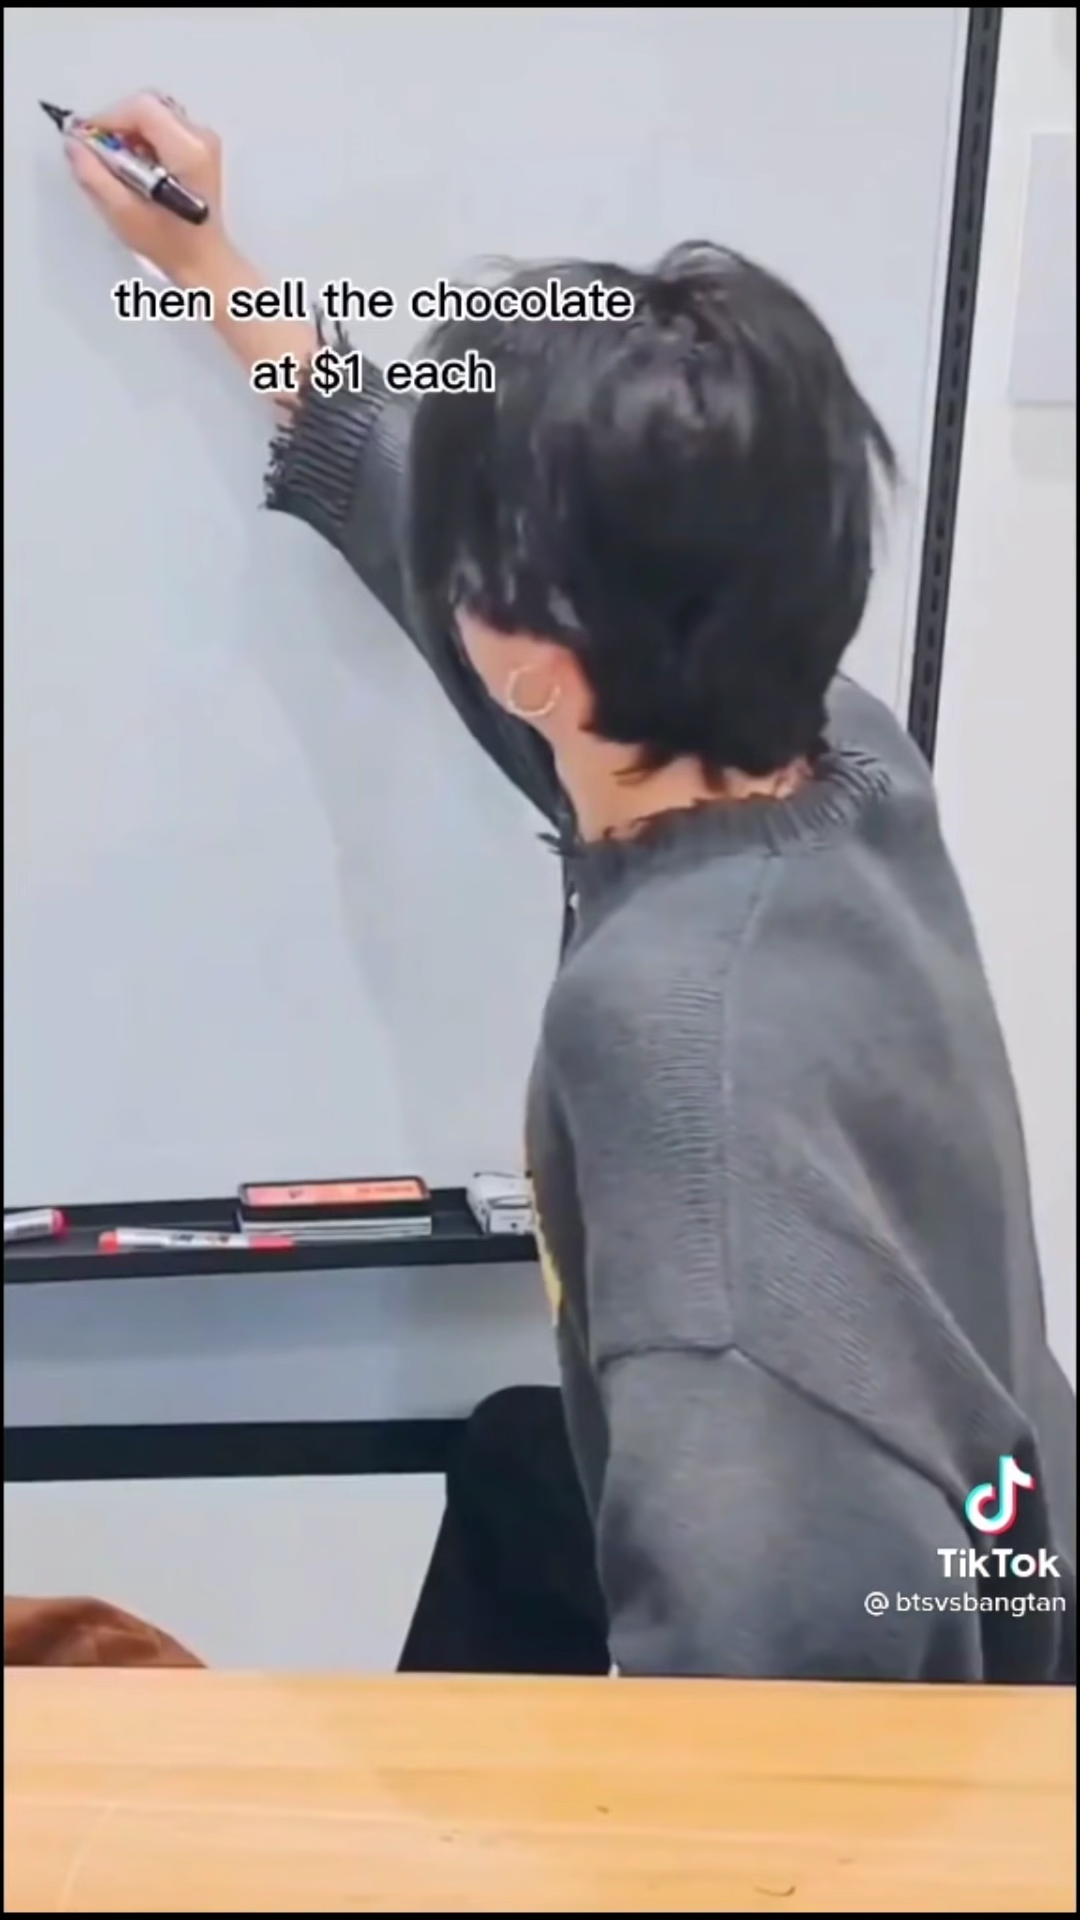 then sell the chocolate
at $1 each
TikTok
@btsvsbangtan